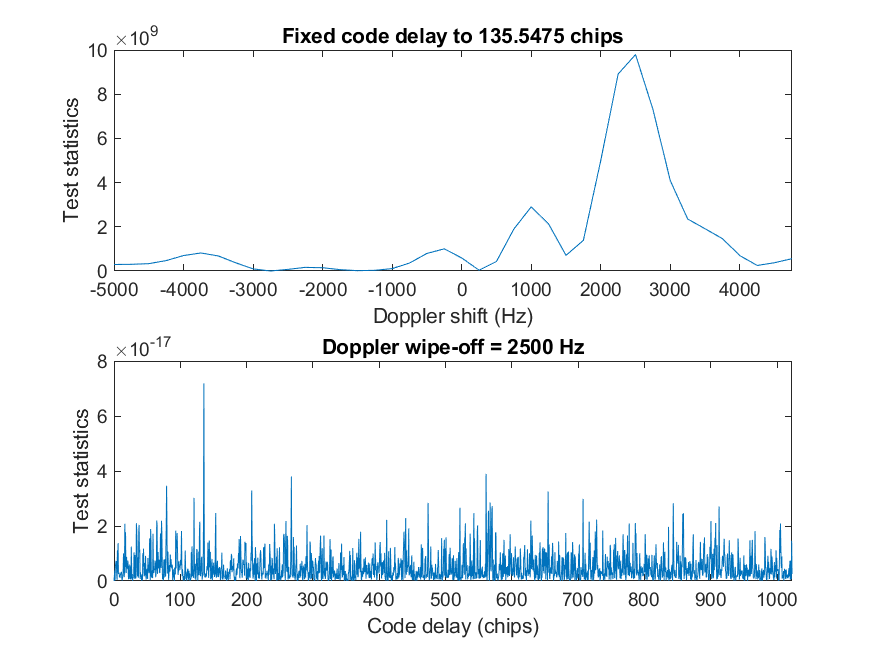 ×10^9
Fixed code delay to 135.5475 chips
10
8
6
4
2
0
Test statistics
-5000 -4000 -3000 -2000 -1000 0 1000 2000 3000 4000
Doppler shift (Hz)
×10^-17
Doppler wipe-off = 2500 Hz
8
6
4
2
0
Test statistics
0 100 200 300 400 500 600 700 800 900 1000
Code delay (chips)